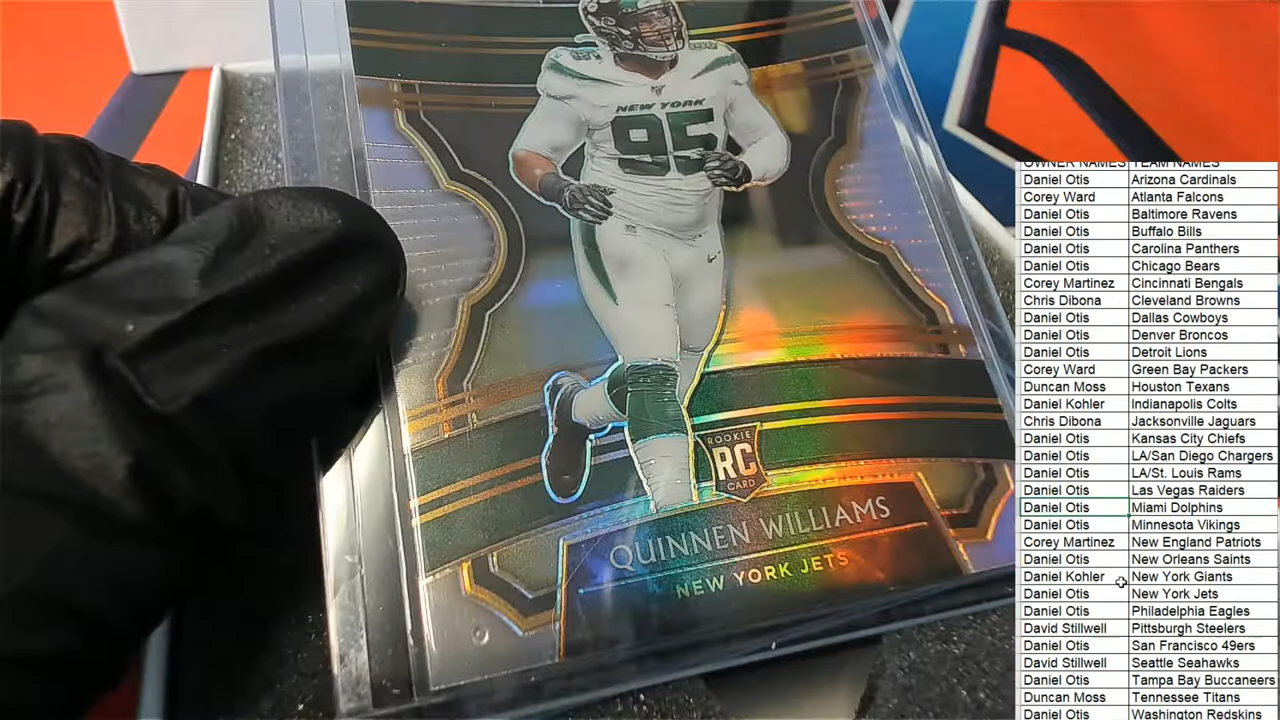 NEW YORK
95
ROOKIE
RC
CARD
QUINNEN WILLIAMS
NEW YORK JETS
OWNER NAMES TEAM NAMES
Daniel Otis Arizona Cardinals
Corey Ward Atlanta Falcons
Daniel Otis Baltimore Ravens
Daniel Otis Buffalo Bills
Daniel Otis Carolina Panthers
Daniel Otis Chicago Bears
Corey Martinez Cincinnati Bengals
Chris Dibona Cleveland Browns
Daniel Otis Dallas Cowboys
Daniel Otis Denver Broncos
Daniel Otis Detroit Lions
Corey Ward Green Bay Packers
Duncan Moss Houston Texans
Daniel Kohler Indianapolis Colts
Chris Dibona Jacksonville Jaguars
Daniel Otis Kansas City Chiefs
Daniel Otis LA/San Diego Chargers
Daniel Otis LA/St. Louis Rams
Daniel Otis Las Vegas Raiders
Daniel Otis Miami Dolphins
Daniel Otis Minnesota Vikings
Corey Martinez New England Patriots
Daniel Otis New Orleans Saints
Daniel Kohler New York Giants
Daniel Otis New York Jets
Daniel Otis Philadelphia Eagles
David Stillwell Pittsburgh Steelers
Daniel Otis San Francisco 49ers
David Stillwell Seattle Seahawks
Daniel Otis Tampa Bay Buccaneers
Duncan Moss Tennessee Titans
Daniel Otis Washington Redskins